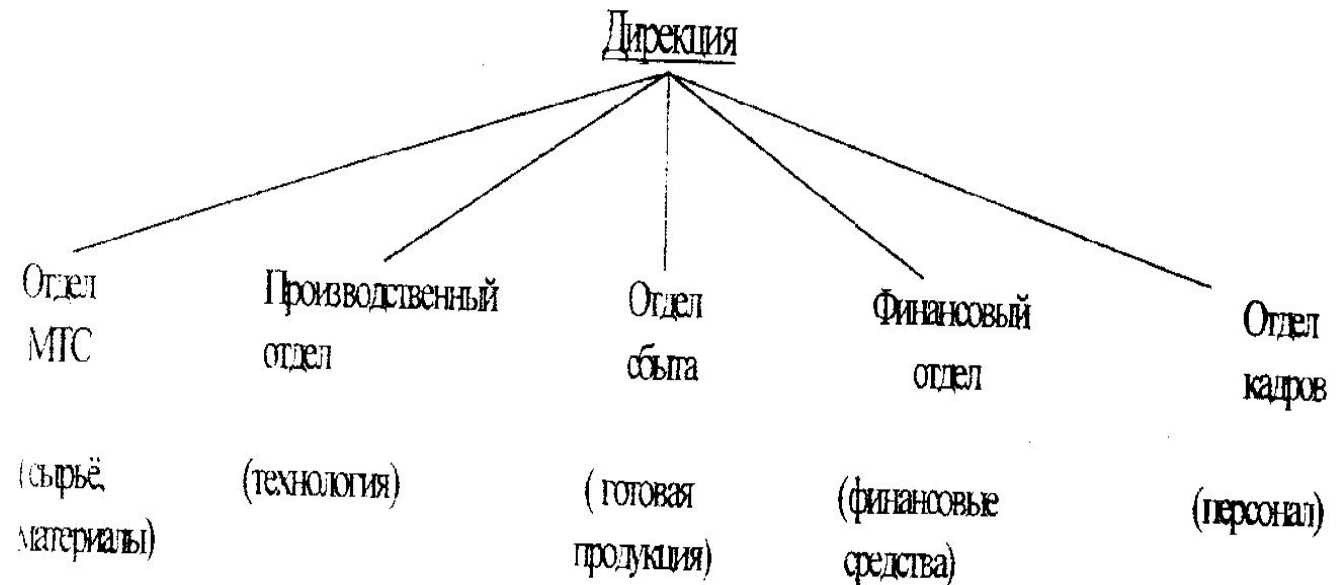 Дирекция
Отдел
МТС
(сырьё,
материалы)
Производственный
отдел
(технология)
Отдел
сбыта
(готовая
продукция)
Финансовый
отдел
(финансовые
средства)
Отдел
кадров
(персонал)